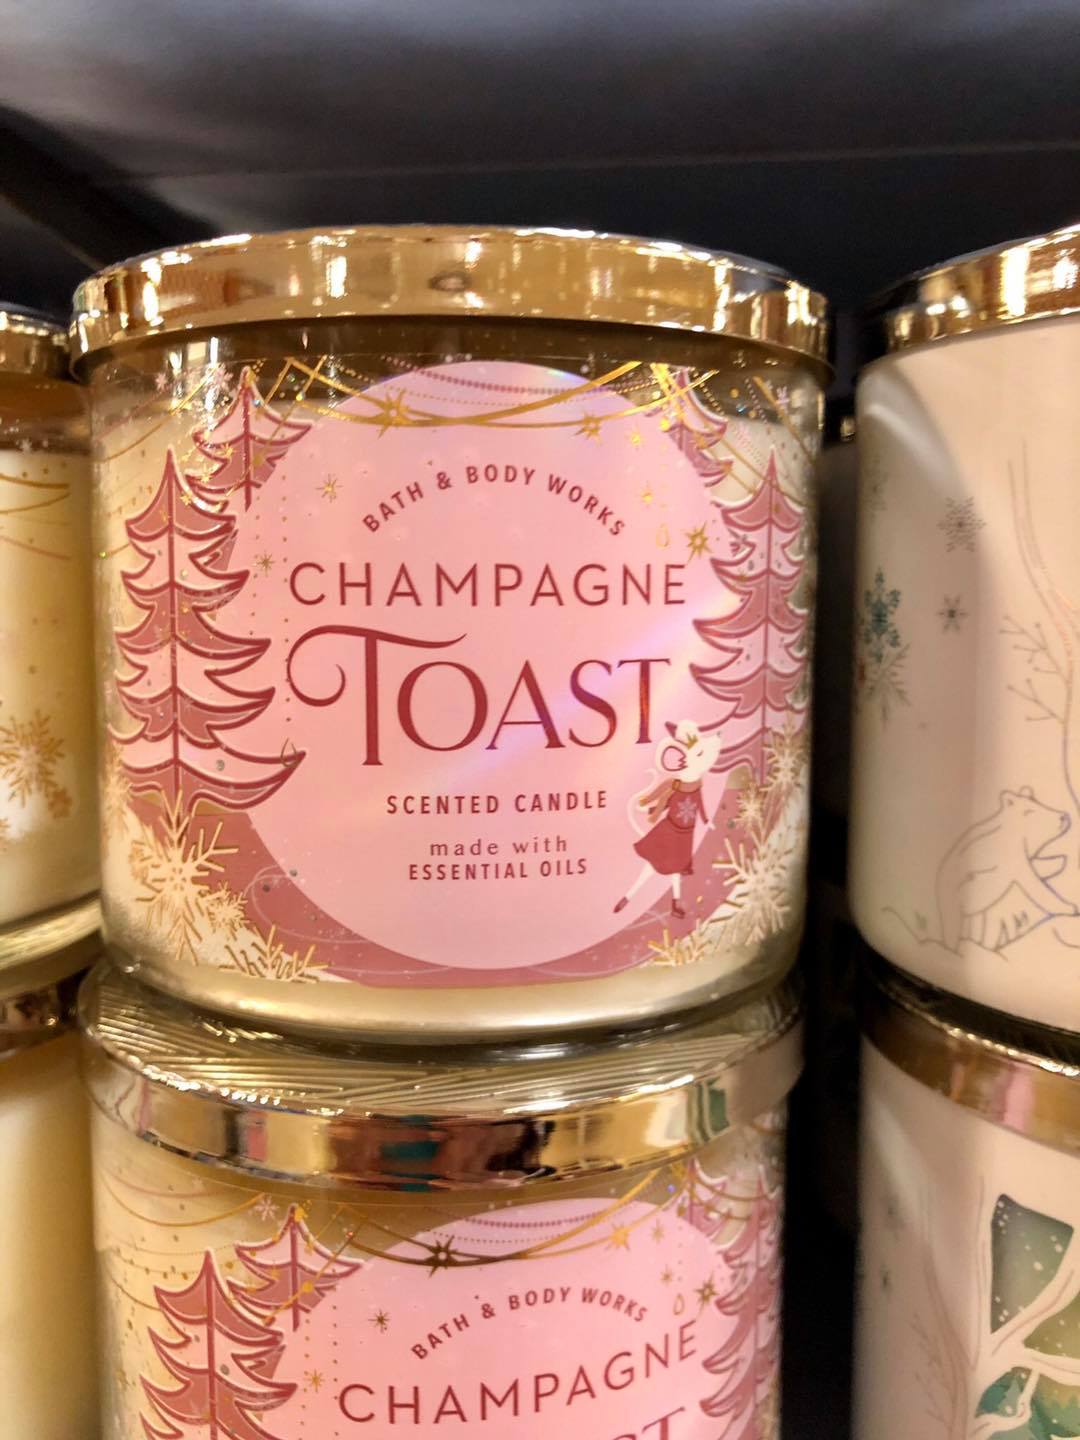 BATH & BODY WORKS
CHAMPAGNE
TOAST
SCENTED CANDLE
made with
ESSENTIAL OILS
BATH & BODY WORKS
CHAMPAGNE